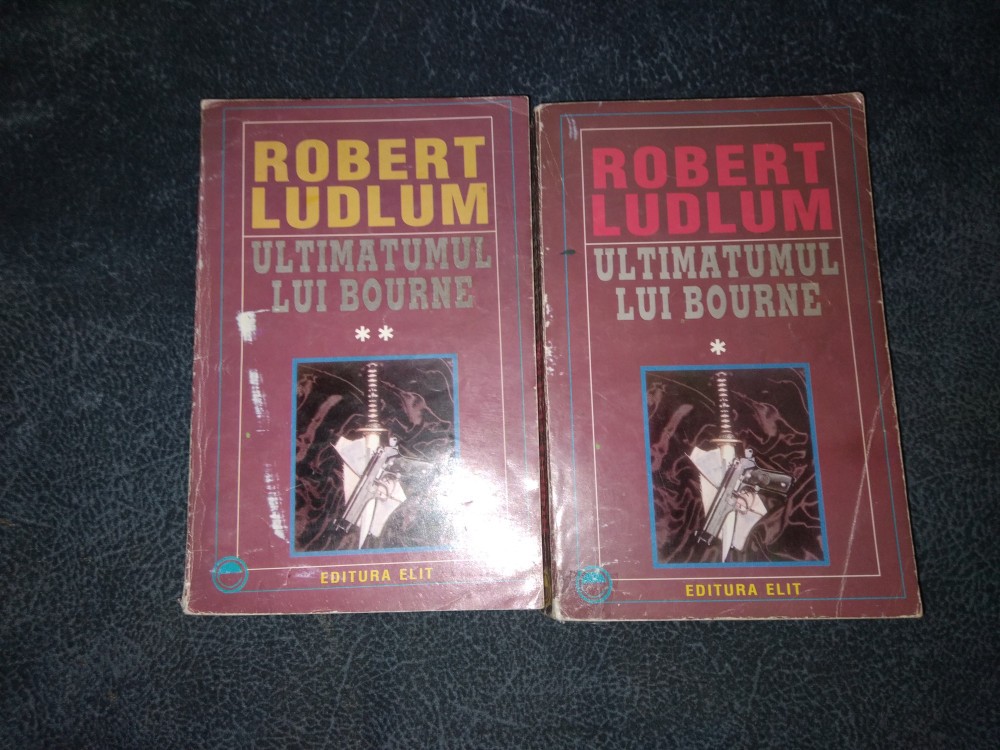 ROBERT
LUDLUM
ULTIMATUMUL
LUI BOURNE
**
EDITURA ELIT
ROBERT
LUDLUM
ULTIMATUMUL
LUI BOURNE
*
EDITURA ELIT